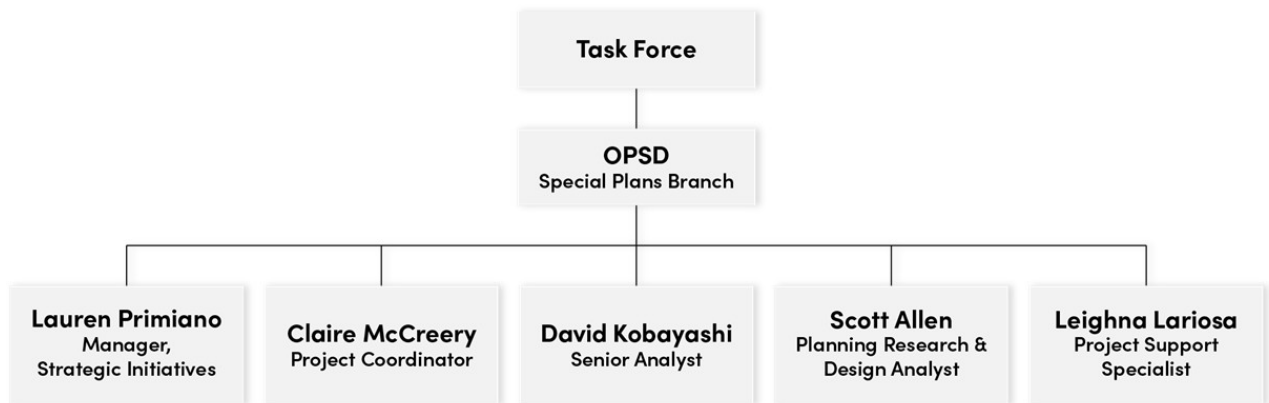 Task Force
OPSD
Special Plans Branch
Lauren Primiano
Manager,
Strategic Initiatives
Claire McCreery
Project Coordinator
David Kobayashi
Senior Analyst
Scott Allen
Planning Research &
Design Analyst
Leighna Lariosa
Project Support
Specialist